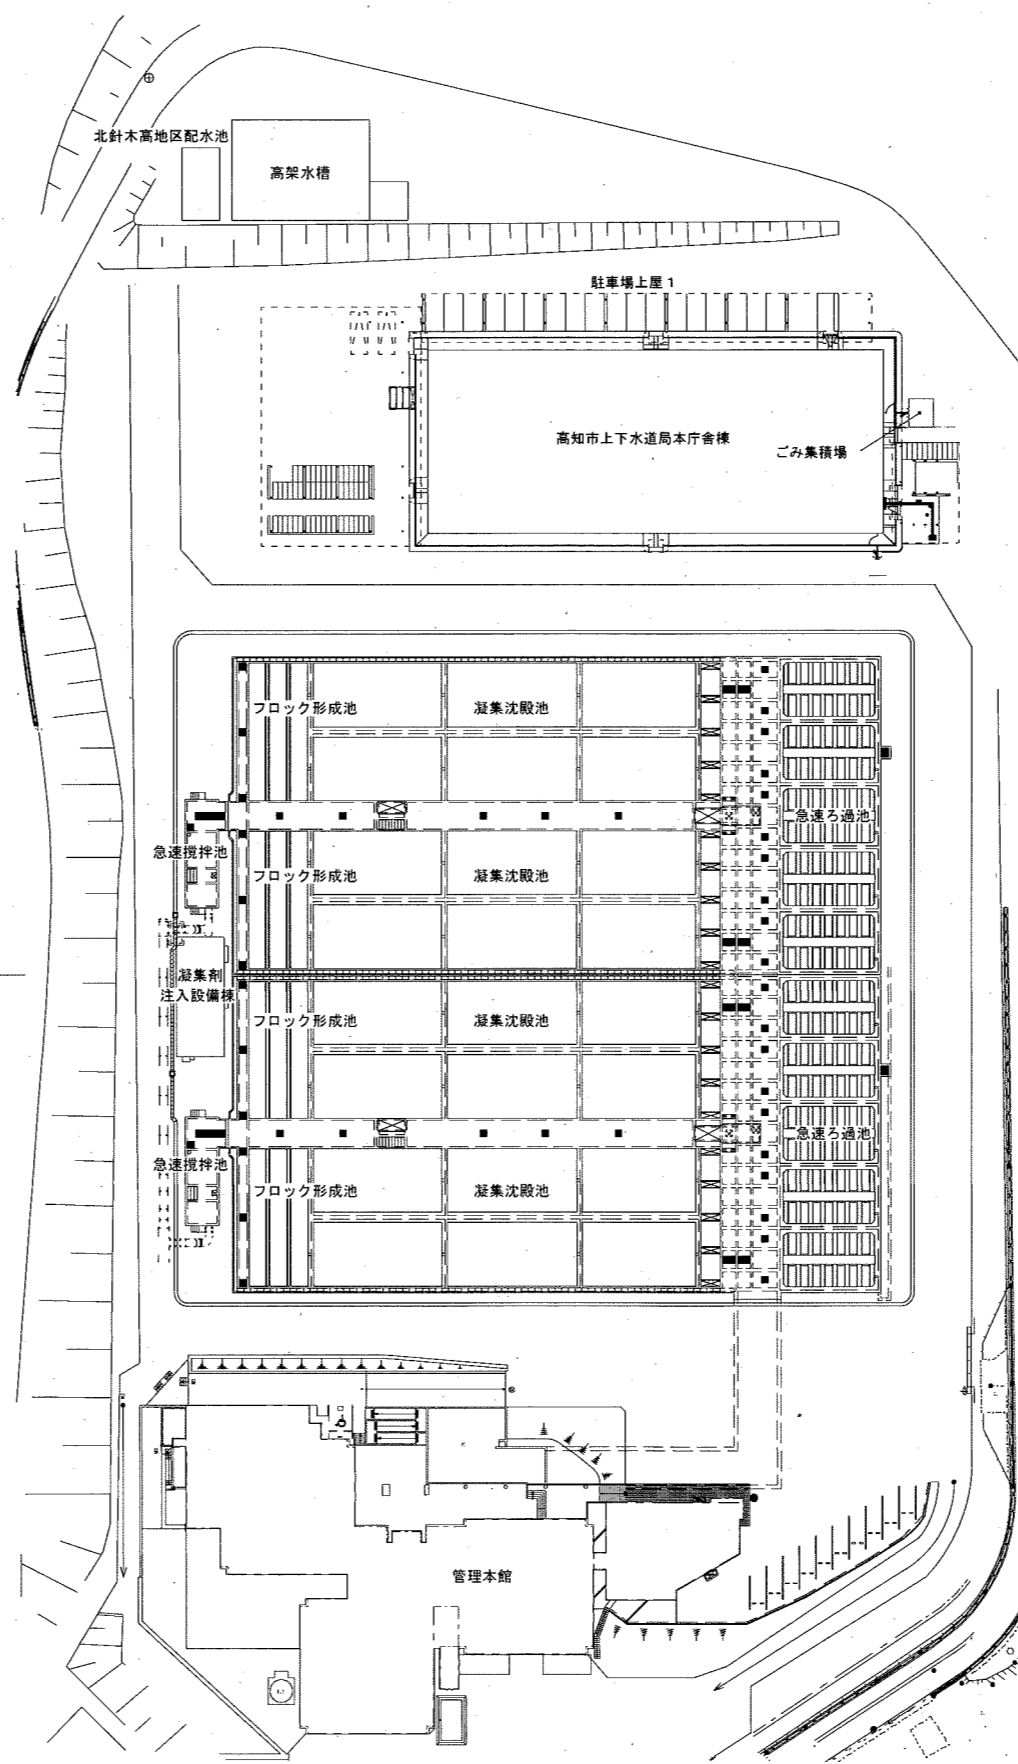 北針木高地区配水池
高架水槽
駐車場上屋1
高知市上下水道局本庁舎棟
ごみ集積場
フロック形成池
凝集沈殿池
急速ろ過池
急速撹拌池
フロック形成池
凝集沈殿池
凝集剤
注入設備棟
フロック形成池
凝集沈殿池
急速ろ過池
急速撹拌池
フロック形成池
凝集沈殿池
管理本館